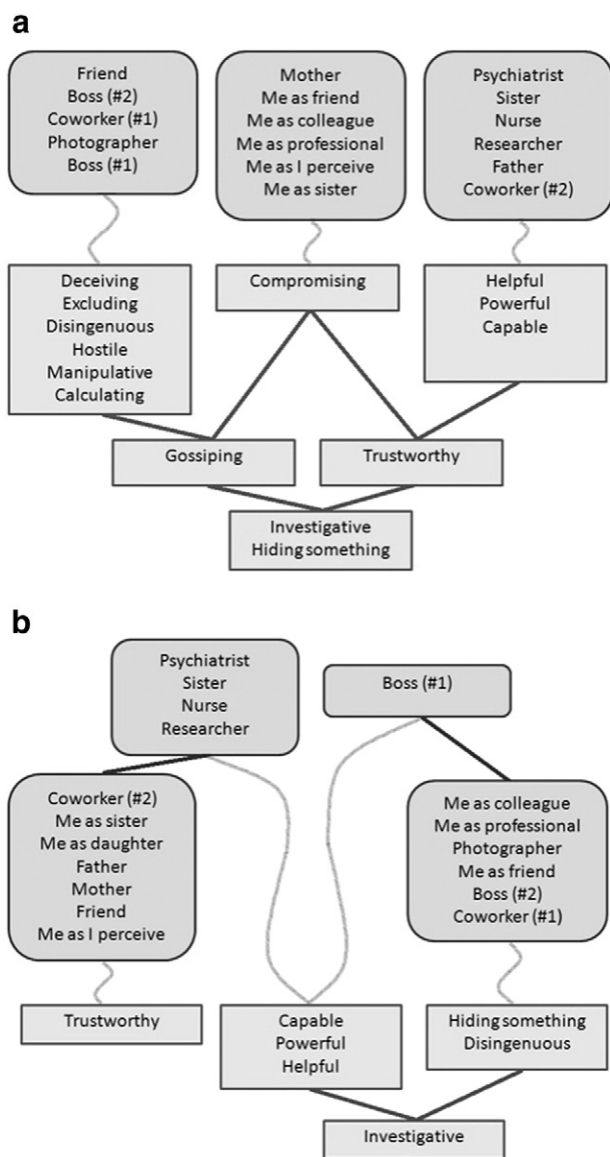 a
Friend
Boss (#2)
Coworker (#1)
Photographer
Boss (#1)
Mother
Me as friend
Me as colleague
Me as professional
Me as I perceive
Me as sister
Psychiatrist
Sister
Nurse
Researcher
Father
Coworker (#2)
Deceiving
Excluding
Disingenuous
Hostile
Manipulative
Calculating
Compromising
Helpful
Powerful
Capable
Gossiping
Trustworthy
Investigative
Hiding something
b
Psychiatrist
Sister
Nurse
Researcher
Boss (#1)
Coworker (#2)
Me as sister
Me as daughter
Father
Mother
Friend
Me as I perceive
Me as colleague
Me as professional
Photographer
Me as friend
Boss (#2)
Coworker (#1)
Trustworthy
Capable
Powerful
Helpful
Hiding something
Disingenuous
Investigative